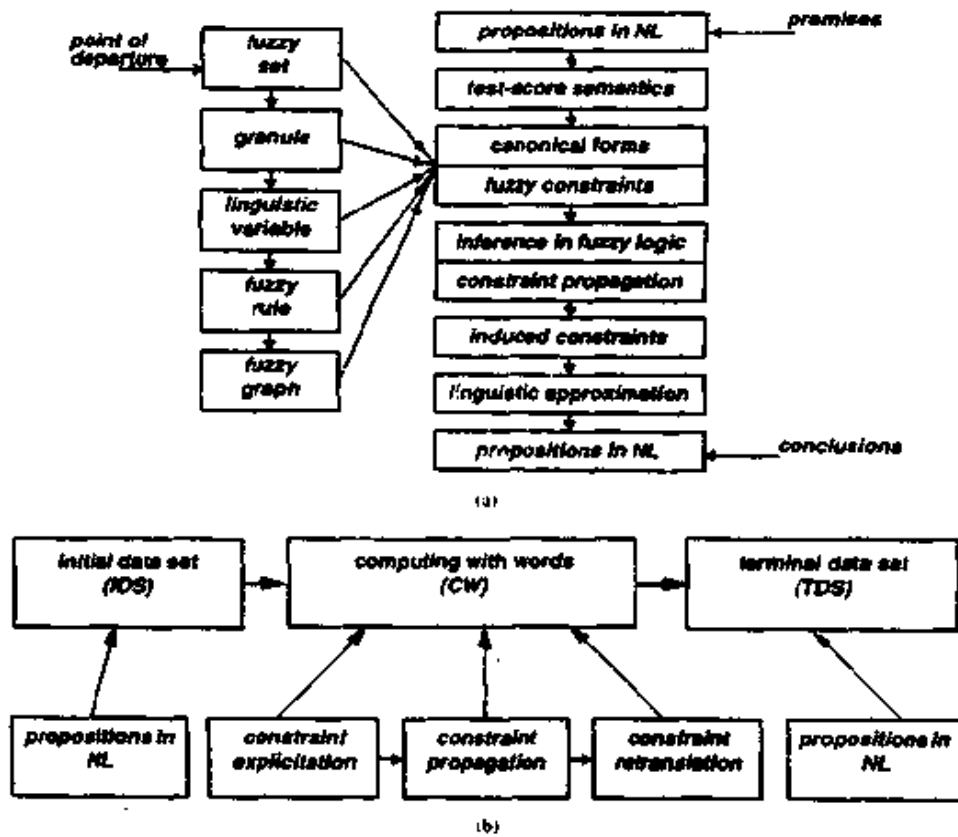 point of
departure
fuzzy
set
granule
linguistic
variable
fuzzy
rule
fuzzy
graph
propositions in NL
premises
test-score semantics
canonical forms
fuzzy constraints
inference in fuzzy logic
constraint propagation
induced constraints
linguistic approximation
propositions in NL
conclusions
(a)
initial data set
(IDS)
computing with words
(CW)
terminal data set
(TDS)
propositions in
NL
constraint
explicitation
constraint
propagation
constraint
retranslation
propositions in
NL
(b)